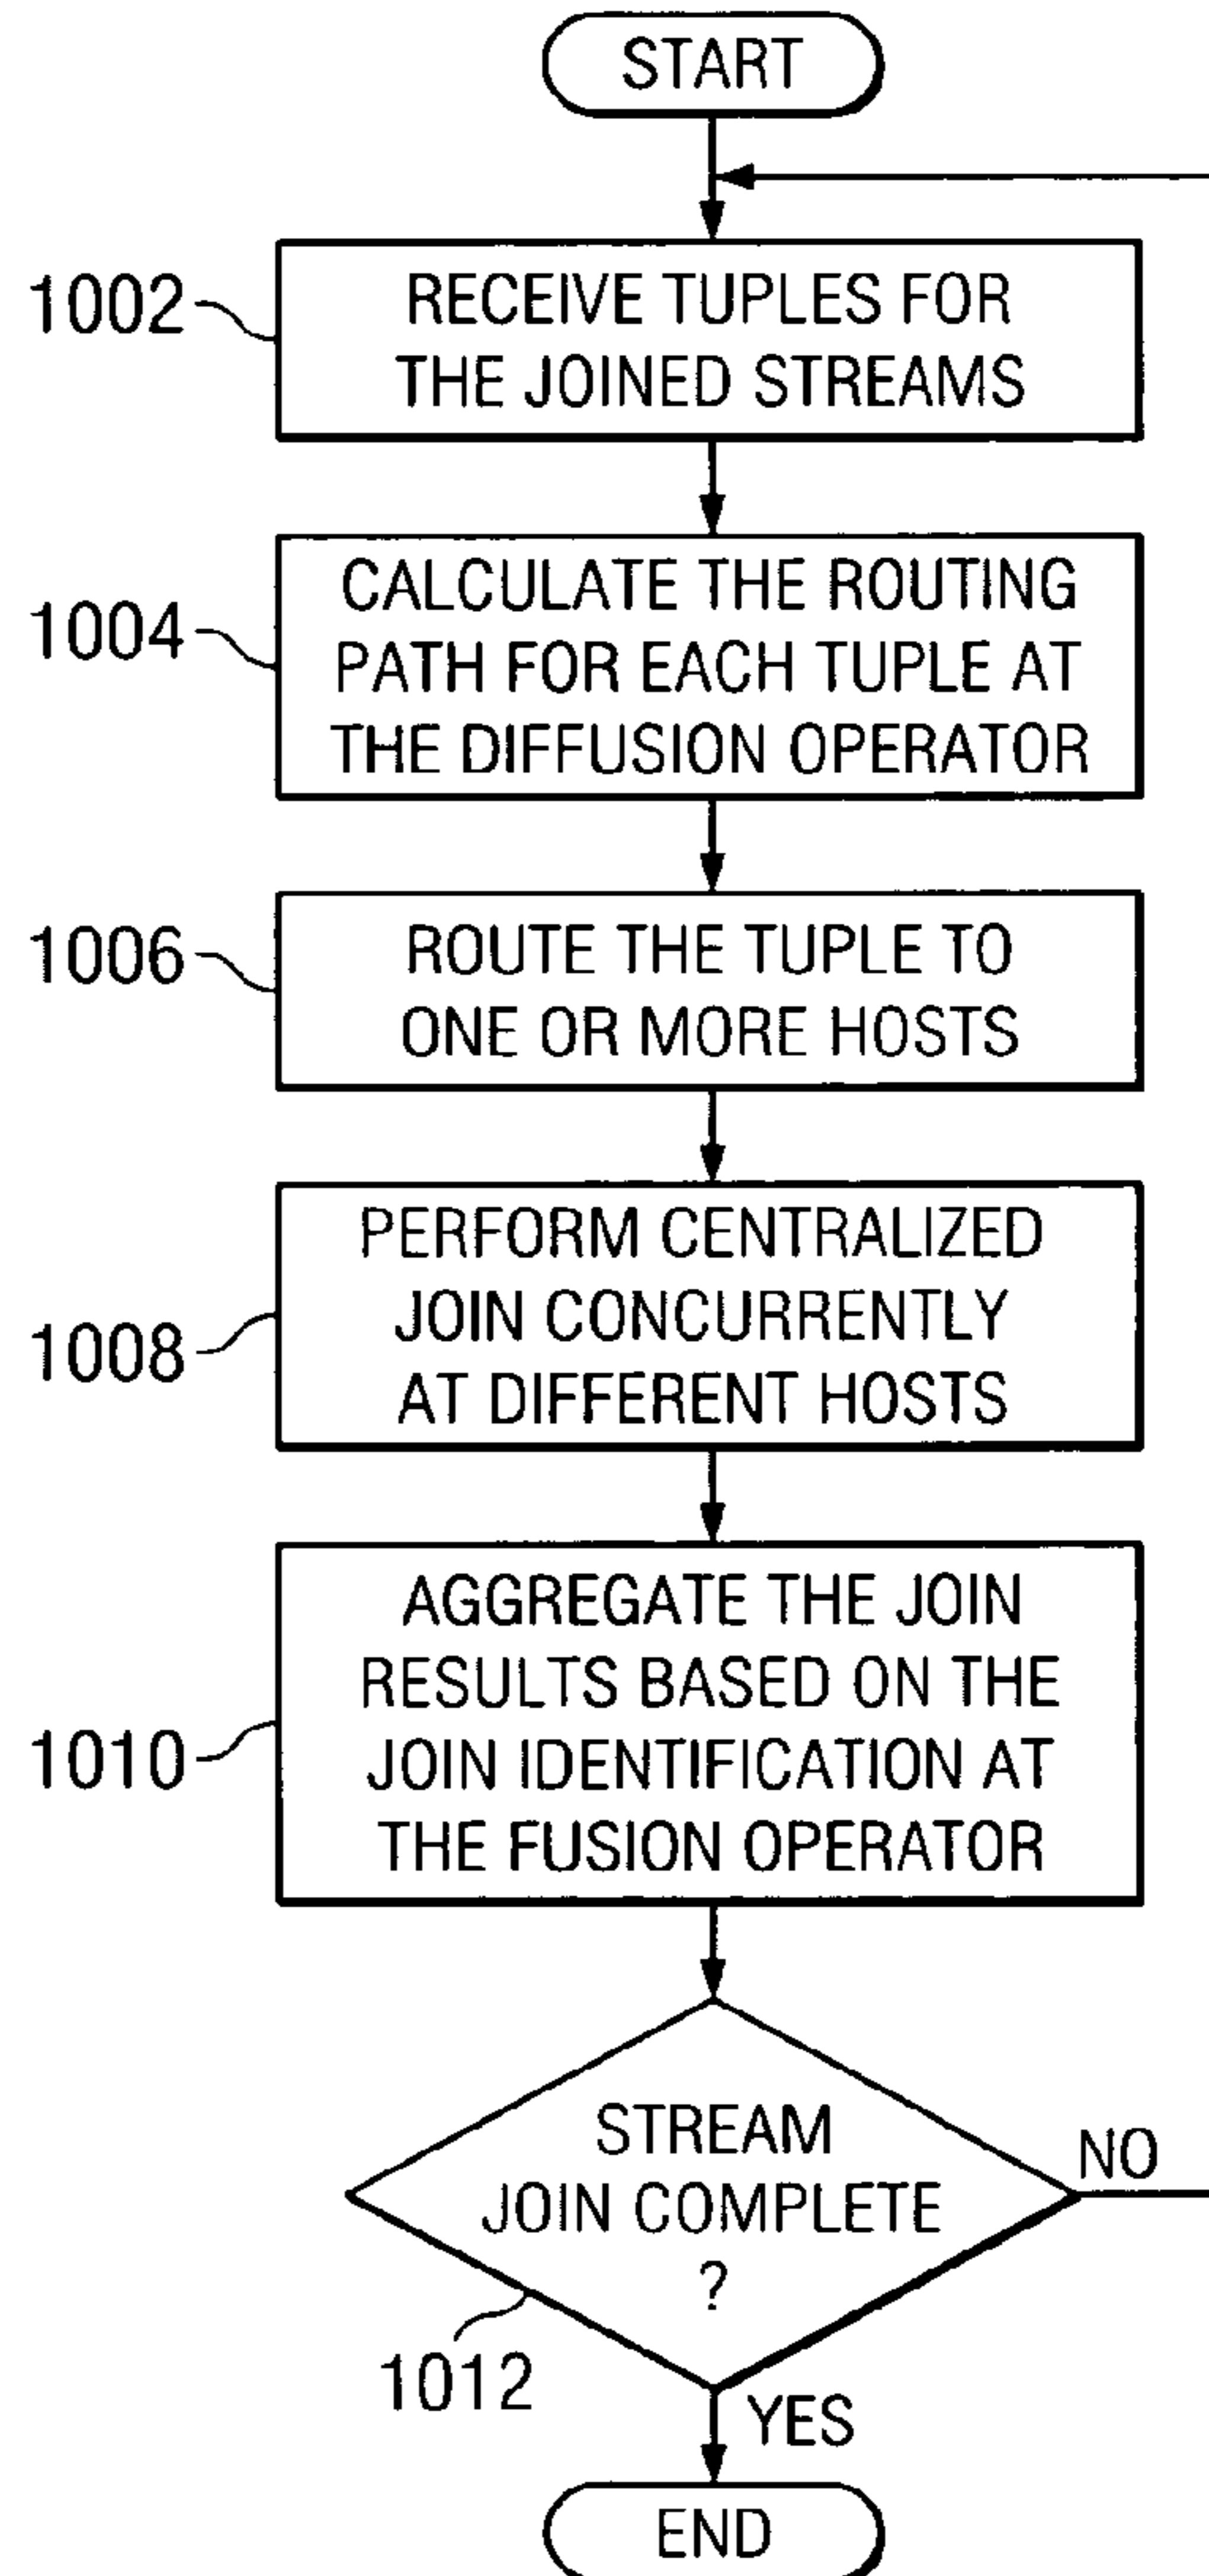 START
1002
RECEIVE TUPLES FOR
THE JOINED STREAMS
1004
CALCULATE THE ROUTING
PATH FOR EACH TUPLE AT
THE DIFFUSION OPERATOR
1006
ROUTE THE TUPLE TO
ONE OR MORE HOSTS
1008
PERFORM CENTRALIZED
JOIN CONCURRENTLY
AT DIFFERENT HOSTS
1010
AGGREGATE THE JOIN
RESULTS BASED ON THE
JOIN IDENTIFICATION AT
THE FUSION OPERATOR
STREAM
JOIN COMPLETE
?
NO
1012
YES
END